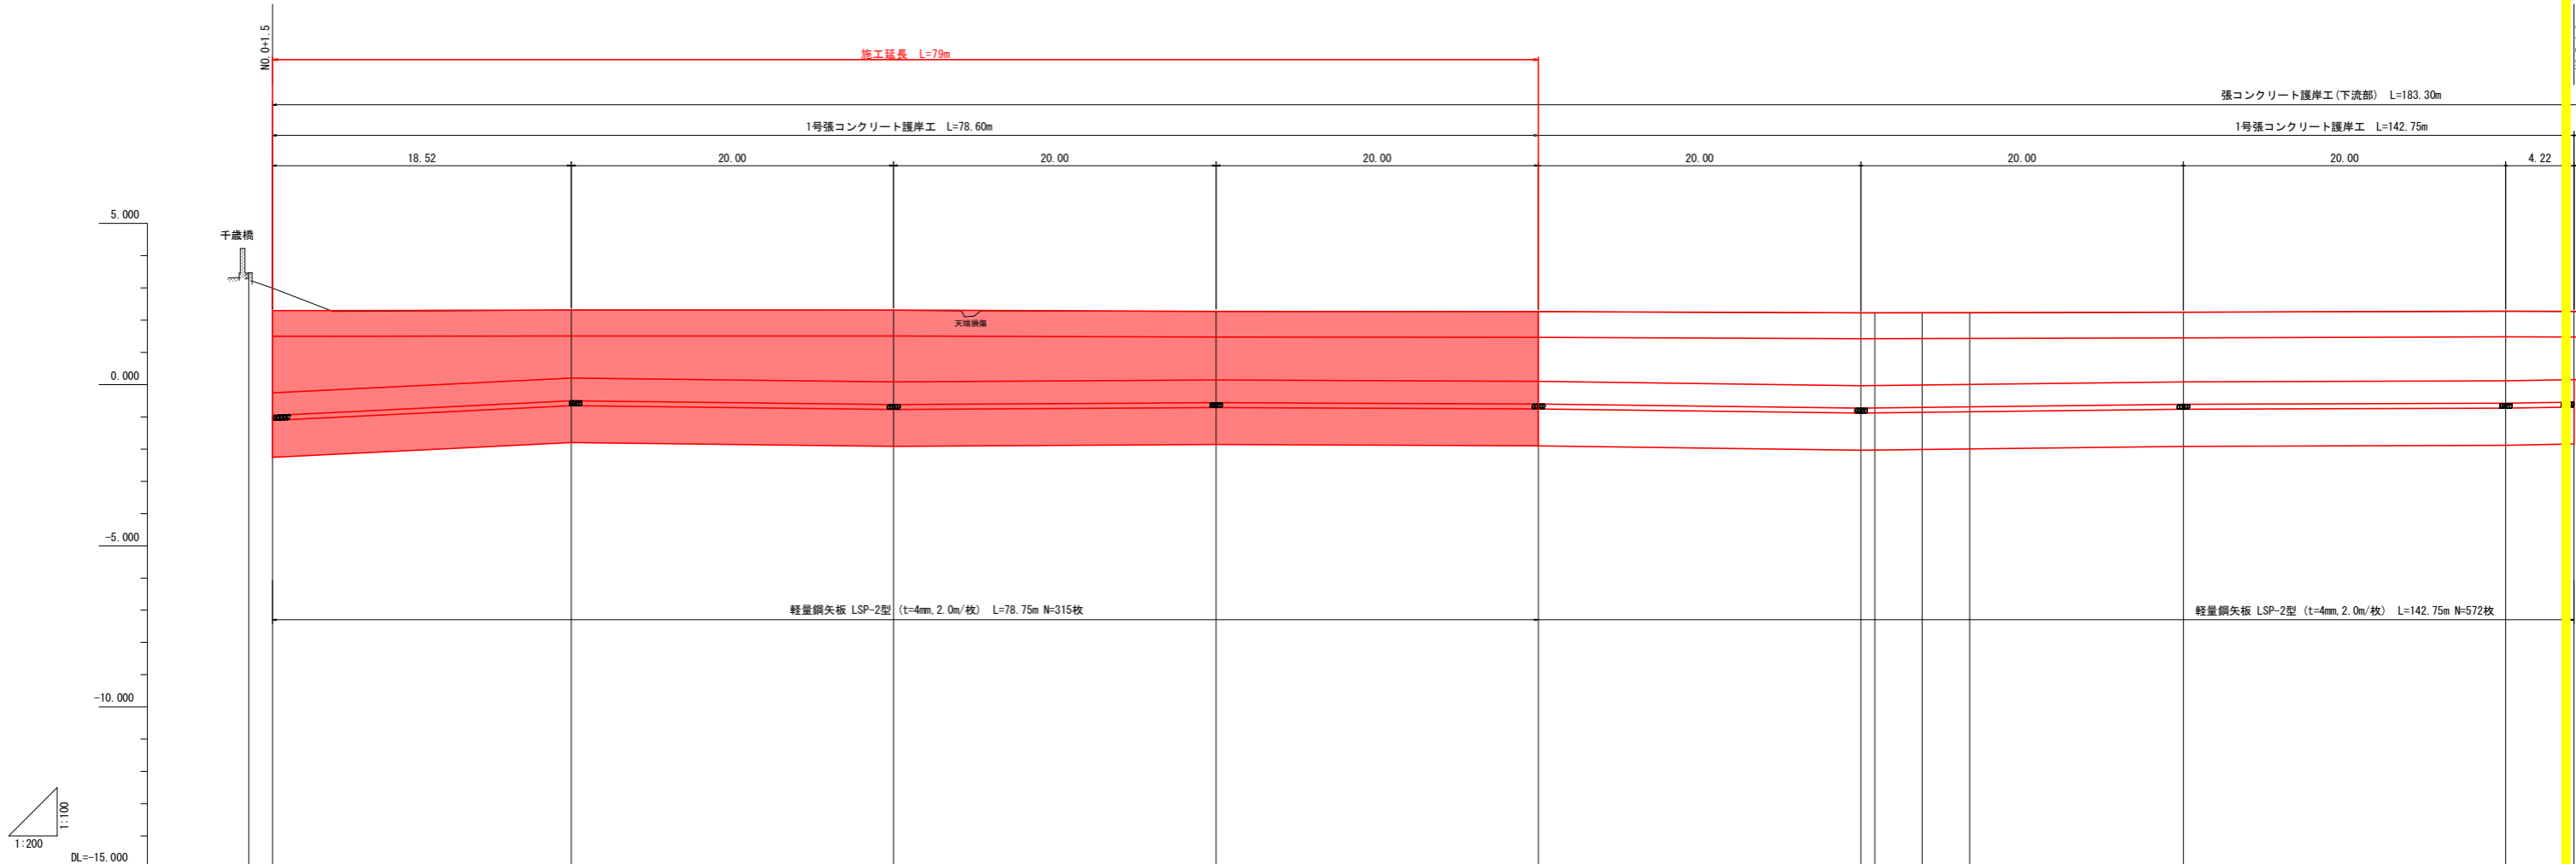 NO.0+1.5
施工延長 L=79m
張コンクリート護岸工(下流部) L=183.30m
1号張コンクリート護岸工 L=78.60m
1号張コンクリート護岸工 L=142.75m
18.52
20.00
20.00
20.00
20.00
20.00
20.00
4.22
5.000
千歳橋
天端損傷
0.000
-5.000
軽量鋼矢板 LSP-2型 (t=4mm,2.0m/枚) L=78.75m N=315枚
軽量鋼矢板 LSP-2型 (t=4mm,2.0m/枚) L=142.75m N=572枚
-10.000
1:100
1:200
DL=-15.000